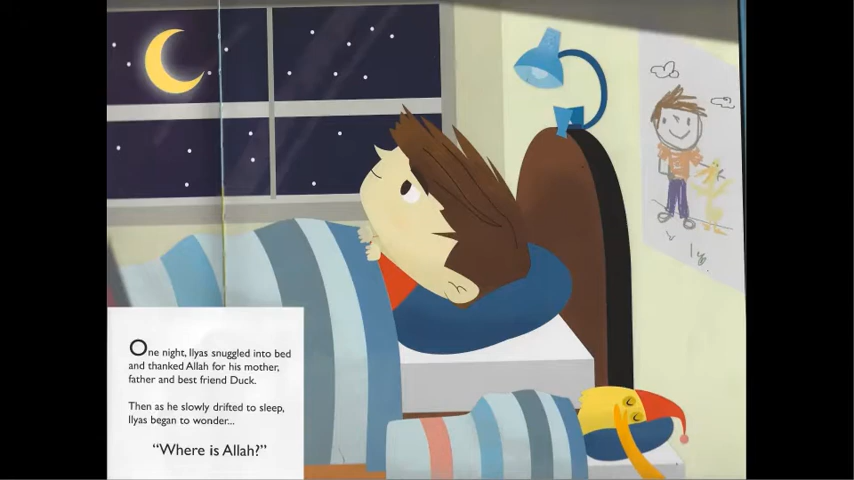 One night, Ilyas snuggled into bed
and thanked Allah for his mother,
father and best friend Duck.
Then as he slowly drifted to sleep,
Ilyas began to wonder...
“Where is Allah?”